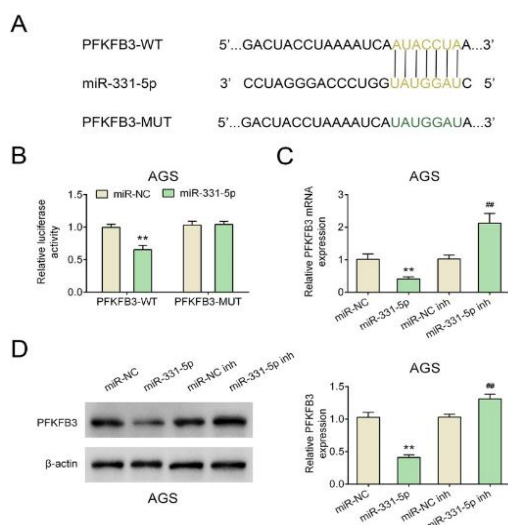 A
PFKFB3-WT 5'...GACUACCUAAAAUCAAUACCUAA...3'
miR-331-5p 3' CCUAGGGACCCUGGUAUGGAUC 5'
PFKFB3-MUT 5'...GACUACCUAAAAUCAUAUGGAUA...3'
B
AGS
miR-NC miR-331-5p
Relative luciferase
activity
1.5
1.0
0.5
0.0
**
PFKFB3-WT PFKFB3-MUT
C
AGS
Relative PFKFB3 mRNA
expression
3
2
1
0
**
##
miR-NC
miR-331-5p
miR-NC inh
miR-331-5p inh
D
miR-NC
miR-331-5p
miR-NC inh
miR-331-5p inh
PFKFB3
β-actin
AGS
AGS
Relative PFKFB3
expression
1.5
1.0
0.5
0.0
**
##
miR-NC
miR-331-5p
miR-NC inh
miR-331-5p inh